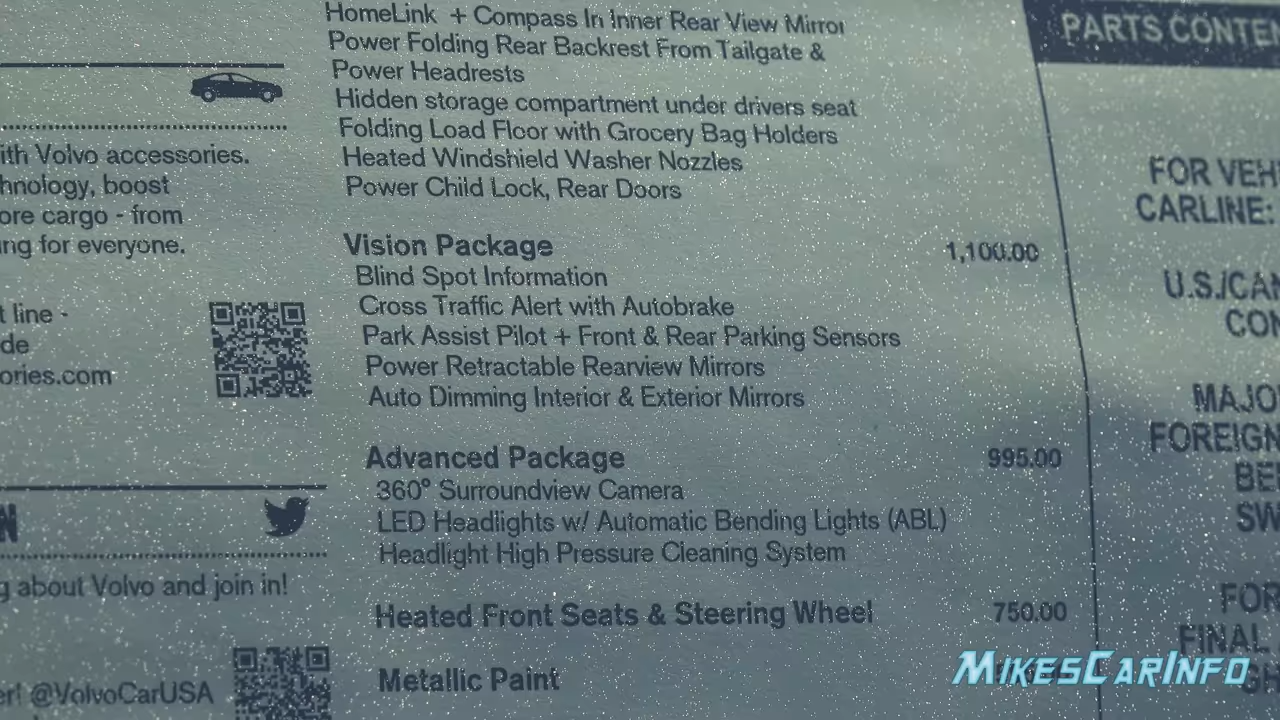 HomeLink + Compass In Inner Rear View Mirror
Power Folding Rear Backrest From Tailgate &
Power Headrests
Hidden storage compartment under drivers seat
Folding Load Floor with Grocery Bag Holders
Heated Windshield Washer Nozzles
Power Child Lock, Rear Doors
Vision Package 1,100.00
Blind Spot Information
Cross Traffic Alert with Autobrake
Park Assist Pilot + Front & Rear Parking Sensors
Power Retractable Rearview Mirrors
Auto Dimming Interior & Exterior Mirrors
Advanced Package 995.00
360° Surroundview Camera
LED Headlights w/ Automatic Bending Lights (ABL)
Headlight High Pressure Cleaning System
Heated Front Seats & Steering Wheel 750.00
Metallic Paint
ith Volvo accessories.
hnology, boost
ore cargo - from
ing for everyone.
t line -
de
ories.com
N
g about Volvo and join in!
er! @VolvoCarUSA
PARTS CONTE
FOR VEH
CARLINE:
U.S./CAN
CON
MAJO
FOREIGN
BE
SW
FOR
FINAL
MIKESCARINFO